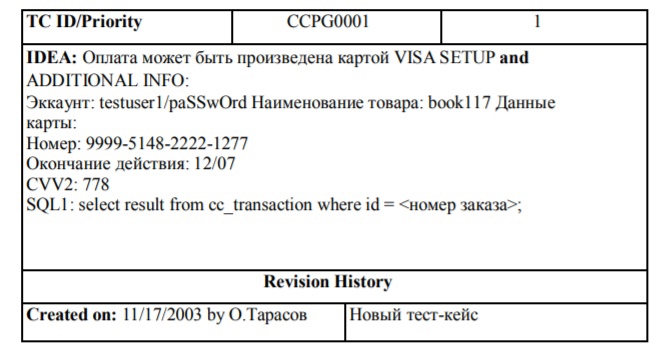 TC ID/Priority CCPG0001 1
IDEA: Оплата может быть произведена картой VISA SETUP and
ADDITIONAL INFO:
Эккаунт: testuser1/paSSwOrd Наименование товара: book117 Данные
карты:
Номер: 9999-5148-2222-1277
Окончание действия: 12/07
CVV2: 778
SQL1: select result from cc_transaction where id = <номер заказа>;
Revision History
Created on: 11/17/2003 by О.Тарасов Новый тест-кейс